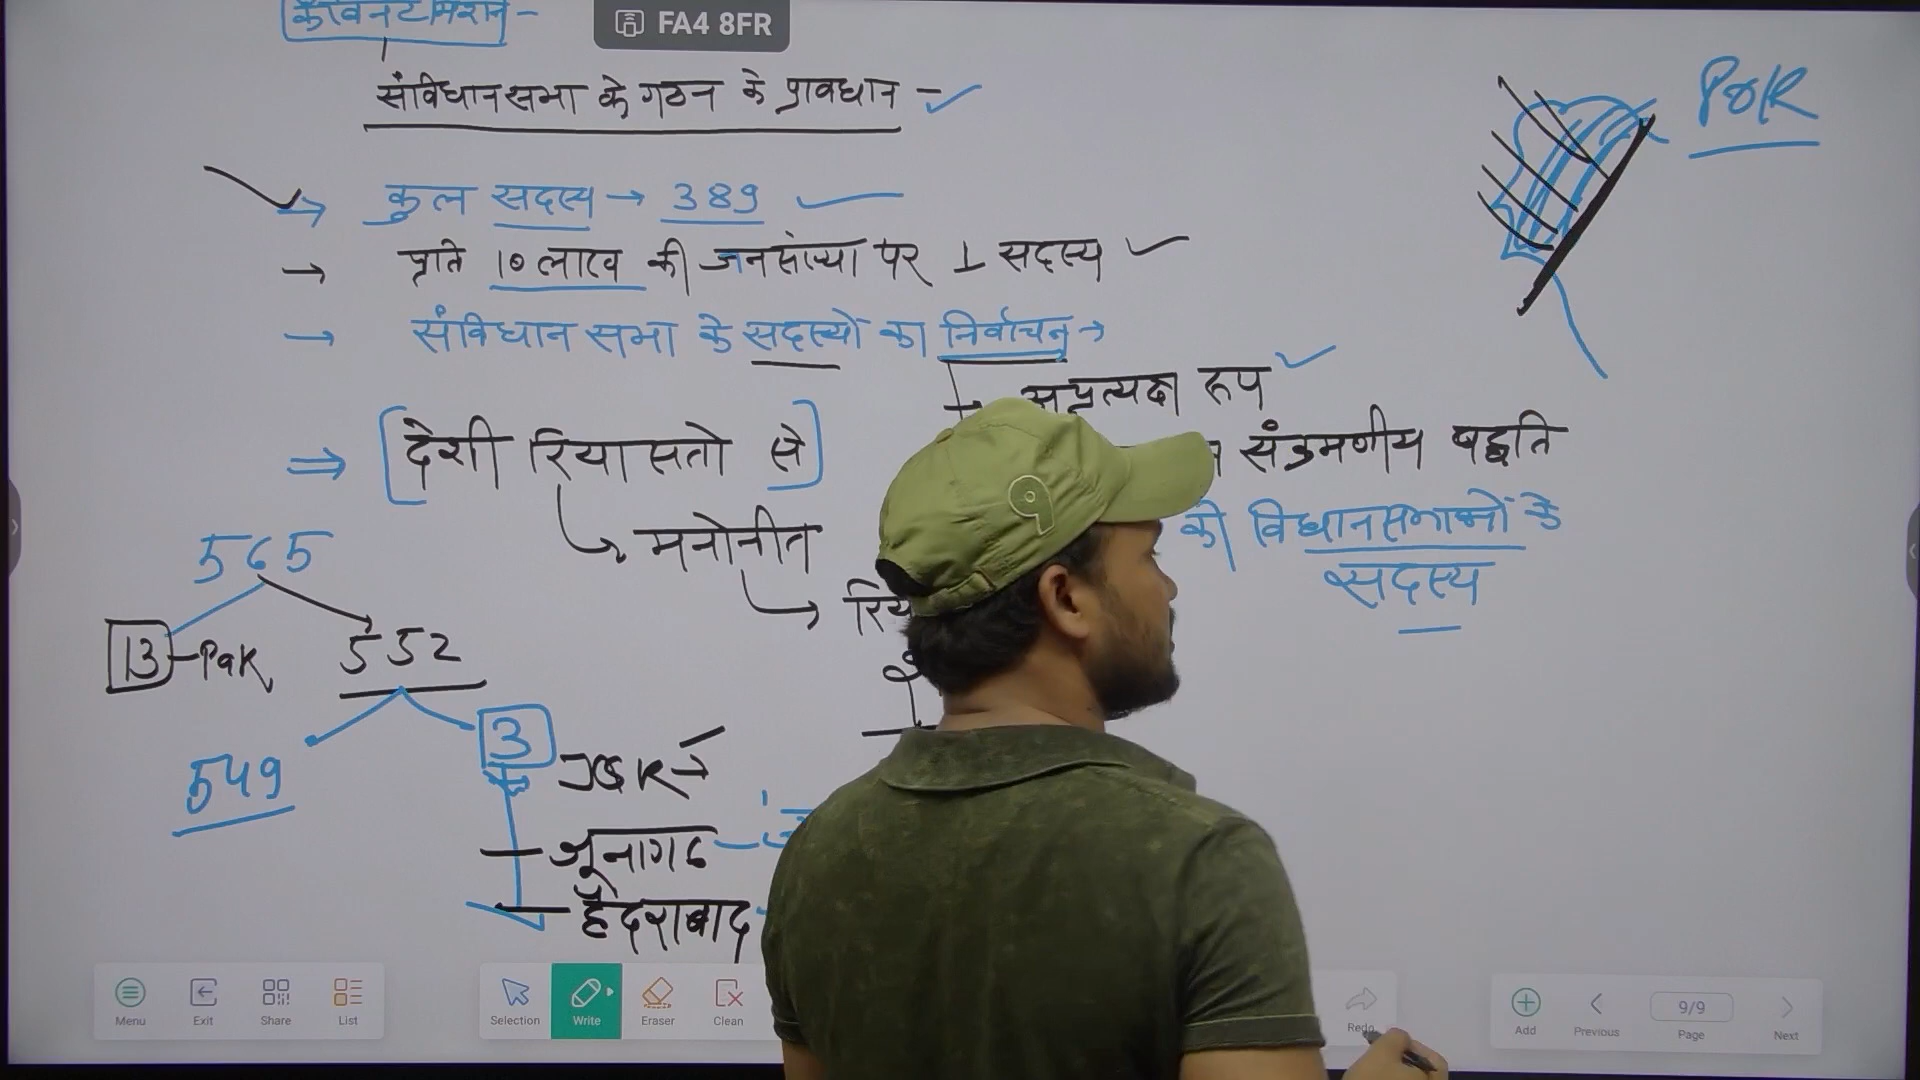 कैबिनेट मिशन -
FA4 8FR
संविधान सभा के गठन के प्रावधान -
PoK
→ कुल सदस्य → 389
→ प्रति 10 लाख की जनसंख्या पर 1 सदस्य
→ संविधान सभा के सदस्यों का निर्वाचन →
अप्रत्यक्ष रूप
संक्रमणीय पद्धति
⇒ [देशी रियासतो से]
की विधानसभाओं के
सदस्य
मनोनीत
565
13 - Pak 552
549 3
J&K →
जूनागढ
हैदराबाद
Menu Exit Share List Selection Write Eraser Clean Redo Add Previous 9/9 Page Next